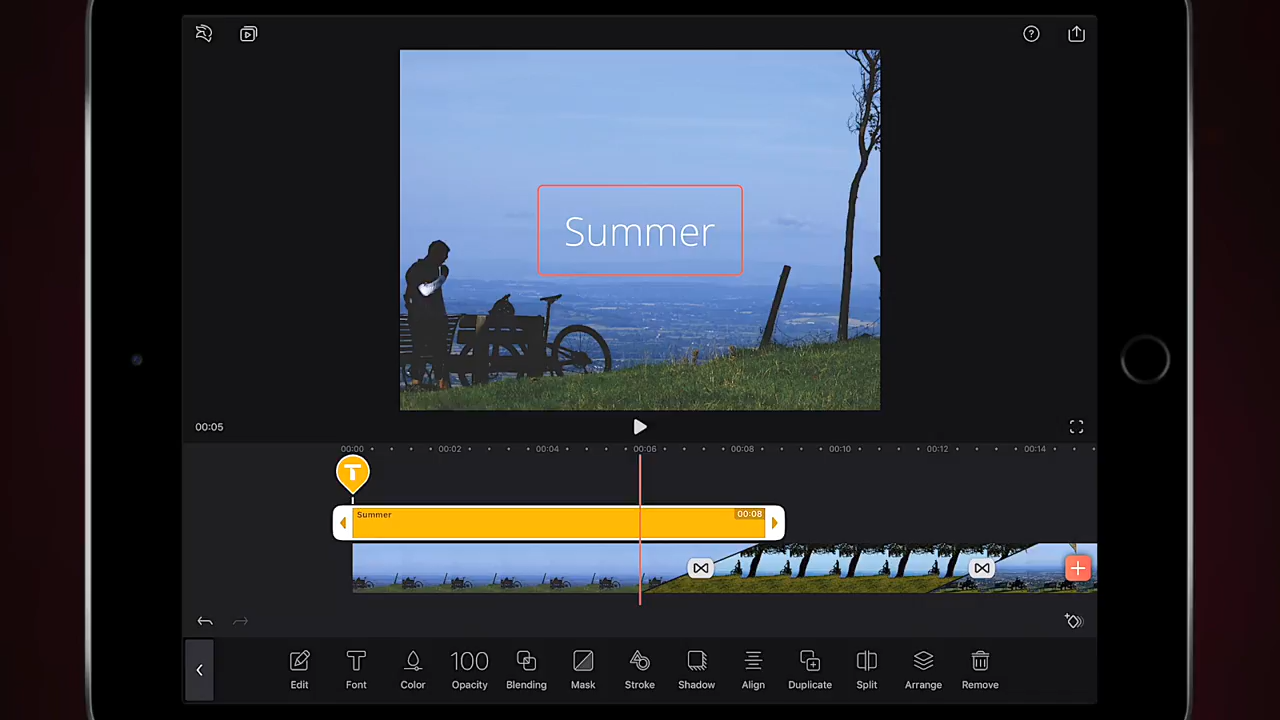 Summer
00:05
00:00 00:02 00:04 00:06 00:08 00:10 00:12 00:14
T
Summer 00:08
100
Edit Font Color Opacity Blending Mask Stroke Shadow Align Duplicate Split Arrange Remove